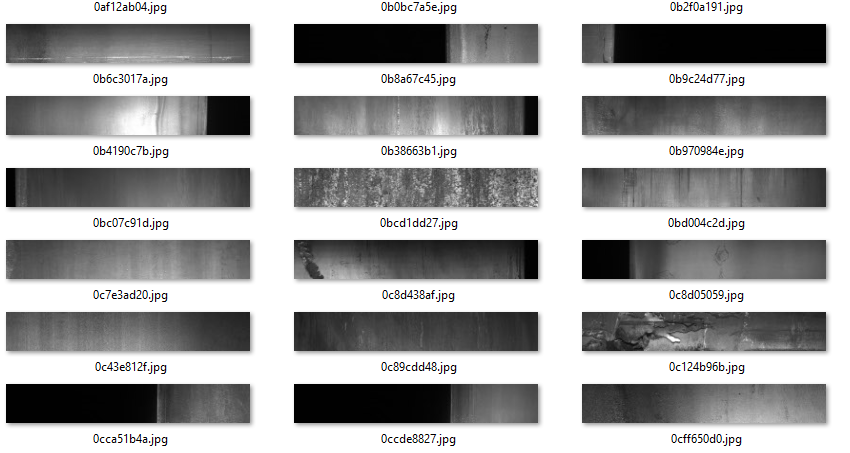 0af12ab04.jpg
0b0bc7a5e.jpg
0b2f0a191.jpg
0b6c3017a.jpg
0b8a67c45.jpg
0b9c24d77.jpg
0b4190c7b.jpg
0b38663b1.jpg
0b970984e.jpg
0bc07c91d.jpg
0bcd1dd27.jpg
0bd004c2d.jpg
0c7e3ad20.jpg
0c8d438af.jpg
0c8d05059.jpg
0c43e812f.jpg
0c89cdd48.jpg
0c124b96b.jpg
0cca51b4a.jpg
0ccde8827.jpg
0cff650d0.jpg